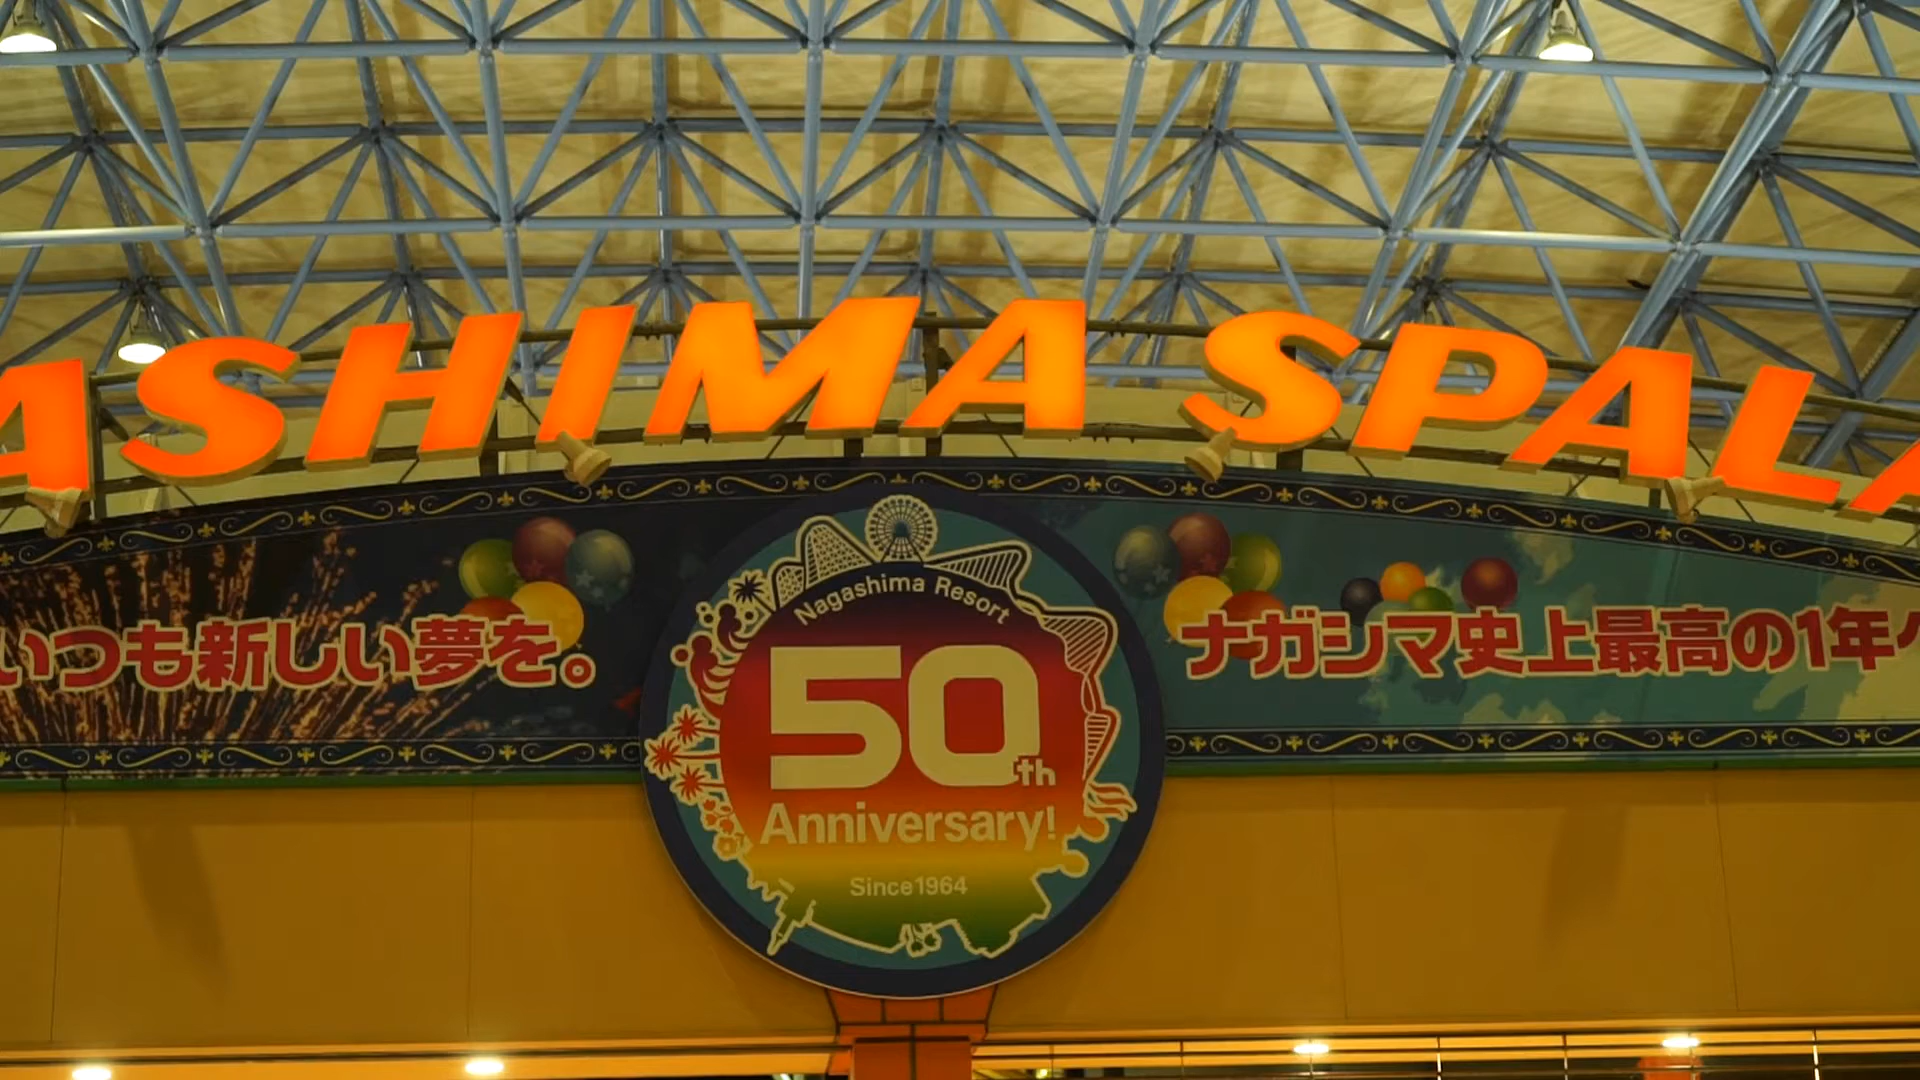 ASHIMA SPALA
いつも新しい夢を。
Nagashima Resort
50th
Anniversary!
Since1964
ナガシマ史上最高の1年へ